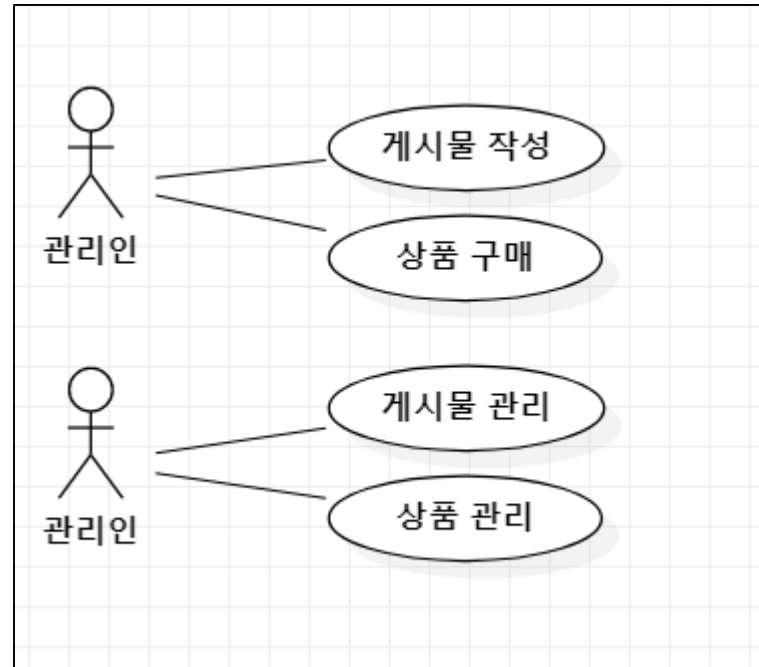 게시물 작성
상품 구매
관리인
게시물 관리
상품 관리
관리인